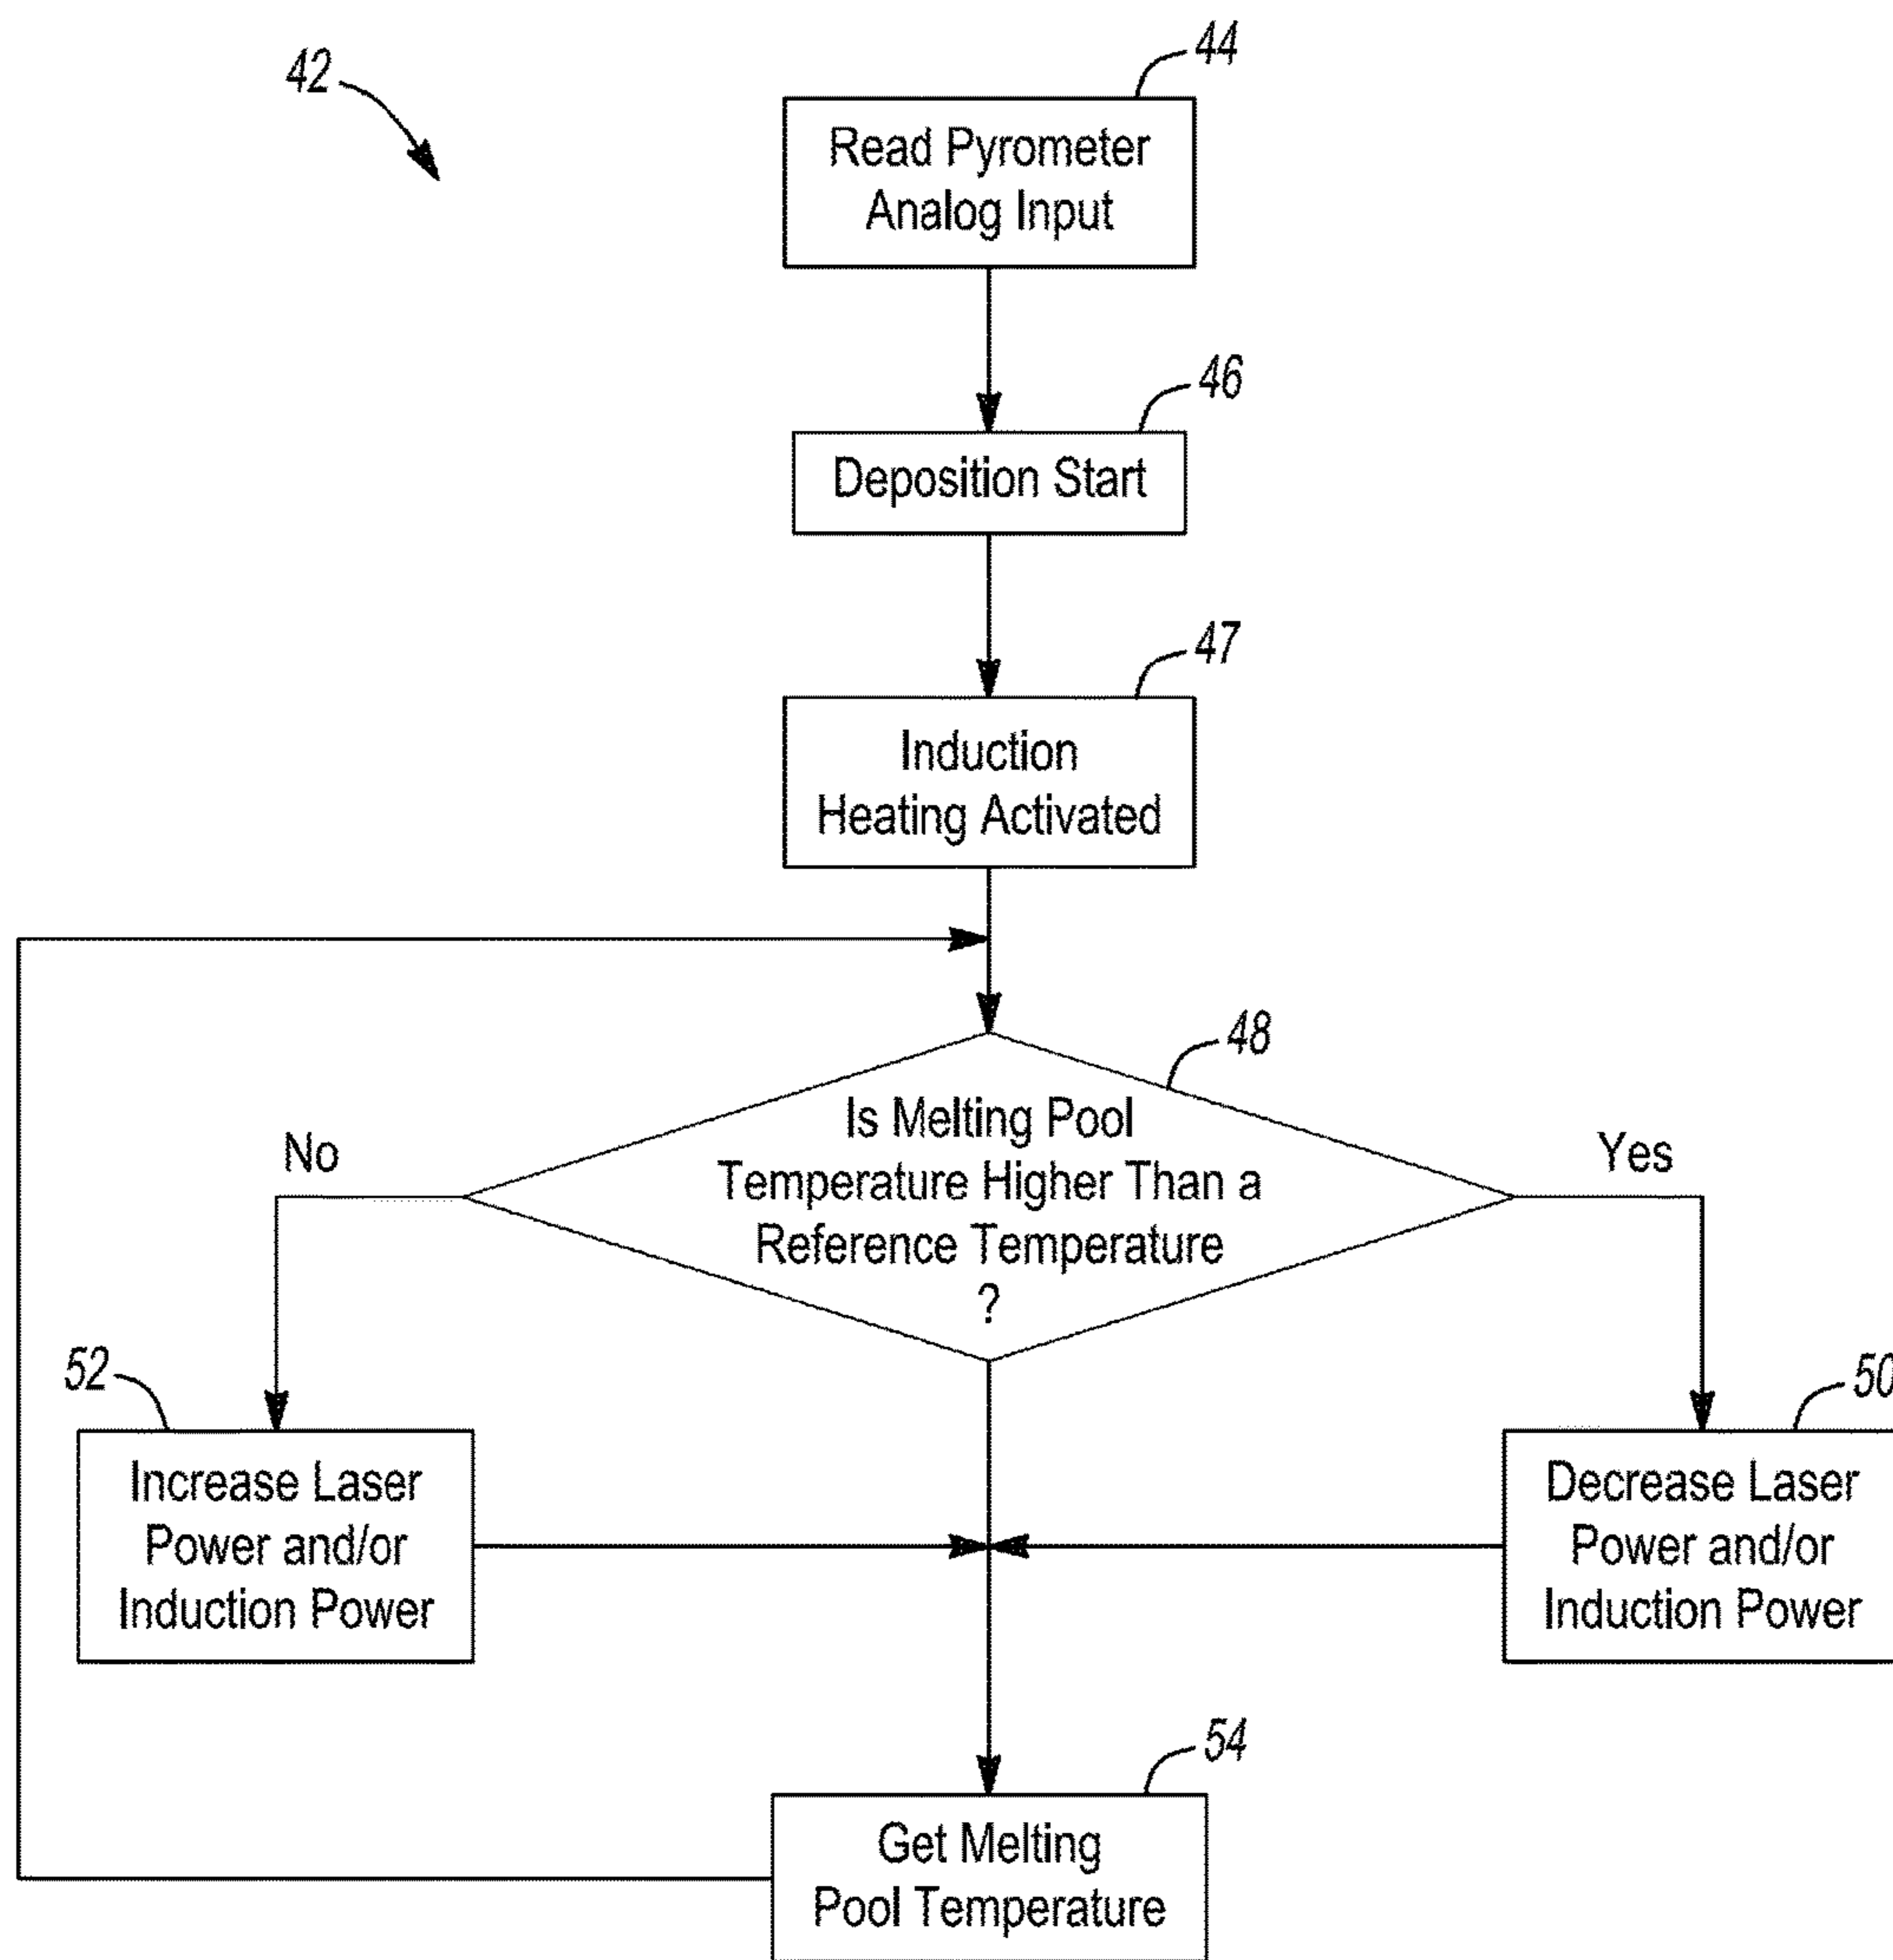 42
44
Read Pyrometer
Analog Input
46
Deposition Start
47
Induction
Heating Activated
48
Is Melting Pool
Temperature Higher Than a
Reference Temperature
?
No
Yes
52
Increase Laser
Power and/or
Induction Power
50
Decrease Laser
Power and/or
Induction Power
54
Get Melting
Pool Temperature